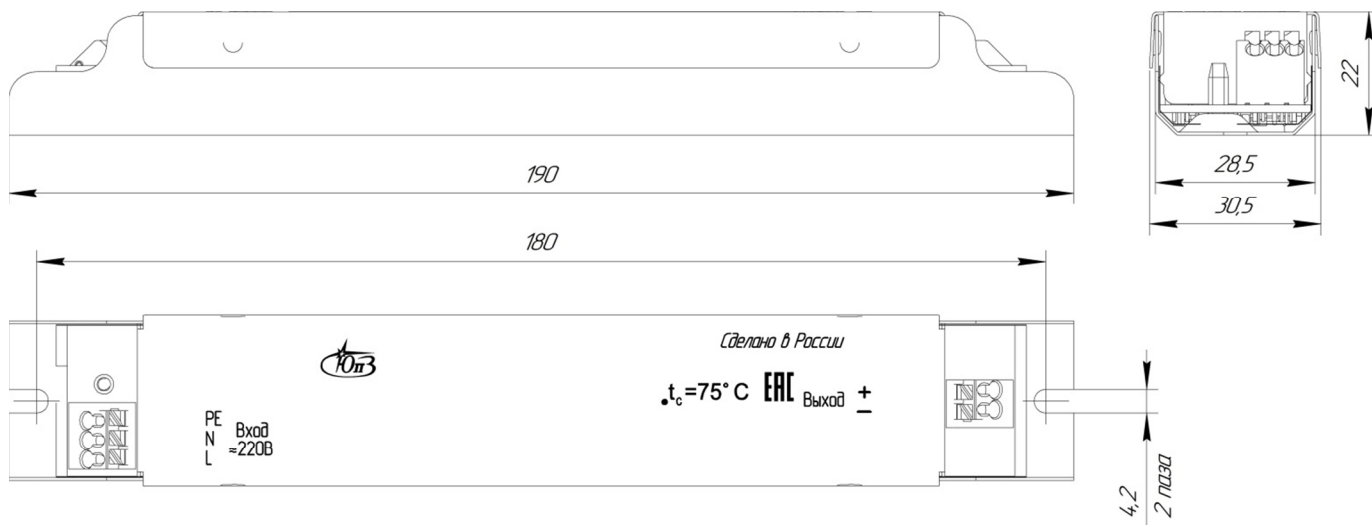 22
190
28,5
30,5
180
Сделано в России
ЮпЗ
.tc=75° C EAC Выход +
−
PE
N Вход
L ≈220В
4,2
2 паза